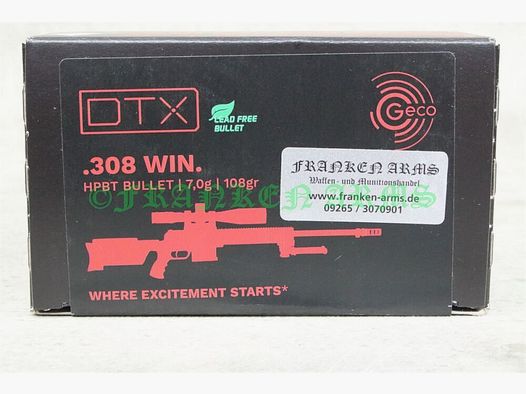 DTX
LEAD FREE
BULLET
Geco
.308 WIN.
HPBT BULLET | 7,0g | 108gr
FRANKEN ARMS
Waffen - und Munitionshandel
www.franken-arms.de
09265 / 3070901
©FRANKEN ARMS
WHERE EXCITEMENT STARTS*